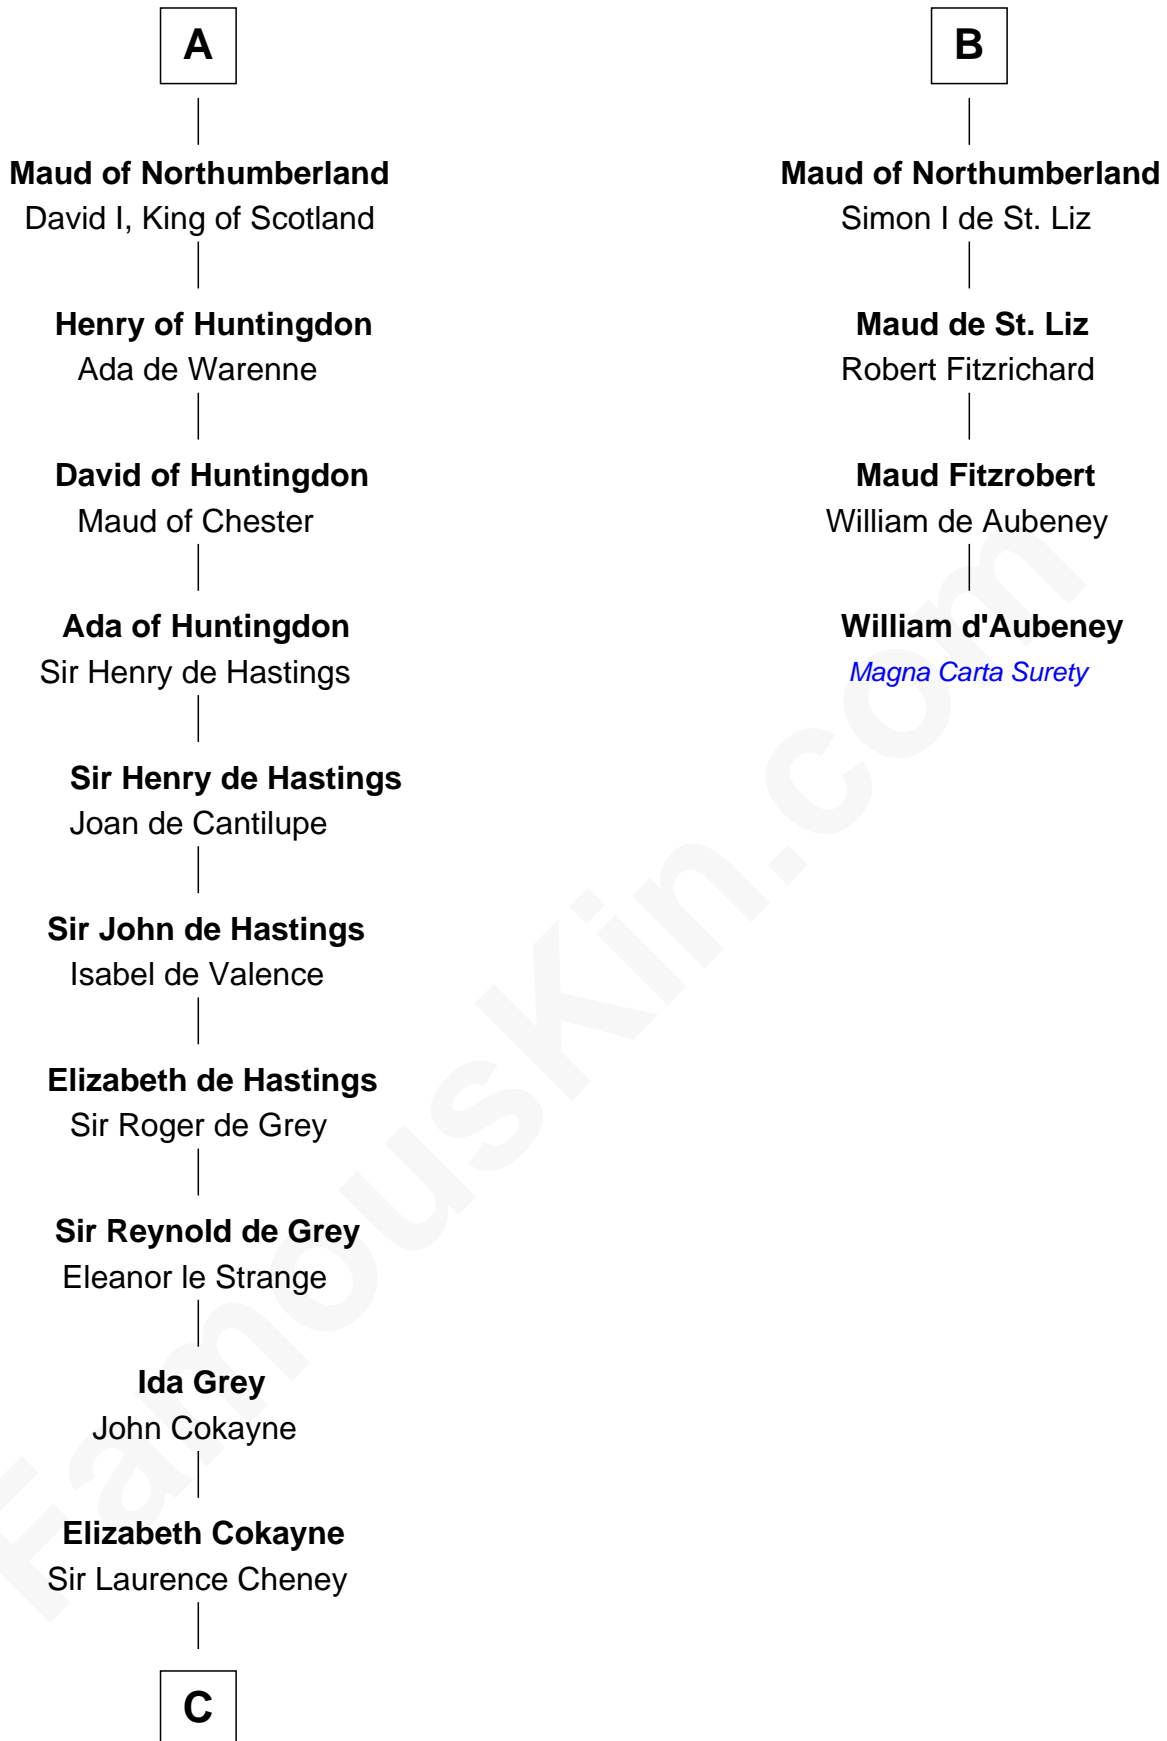 A
Maud of Northumberland
David I, King of Scotland
Henry of Huntingdon
Ada de Warenne
David of Huntingdon
Maud of Chester
Ada of Huntingdon
Sir Henry de Hastings
Sir Henry de Hastings
Joan de Cantilupe
Sir John de Hastings
Isabel de Valence
Elizabeth de Hastings
Sir Roger de Grey
Sir Reynold de Grey
Eleanor le Strange
Ida Grey
John Cokayne
Elizabeth Cokayne
Sir Laurence Cheney
C
B
Maud of Northumberland
Simon I de St. Liz
Maud de St. Liz
Robert Fitzrichard
Maud Fitzrobert
William de Aubeney
William d'Aubeney
Magna Carta Surety
FamousKin.com